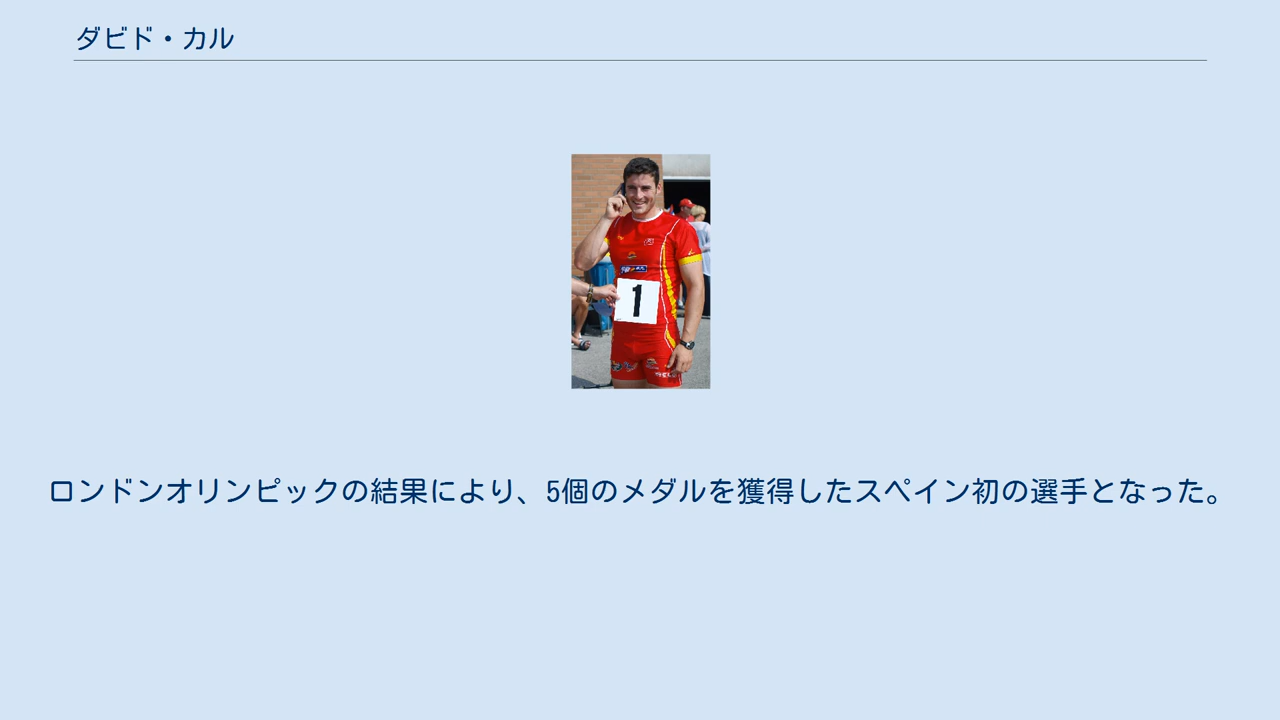 ダビド・カル
1
ロンドンオリンピックの結果により、5個のメダルを獲得したスペイン初の選手となった。